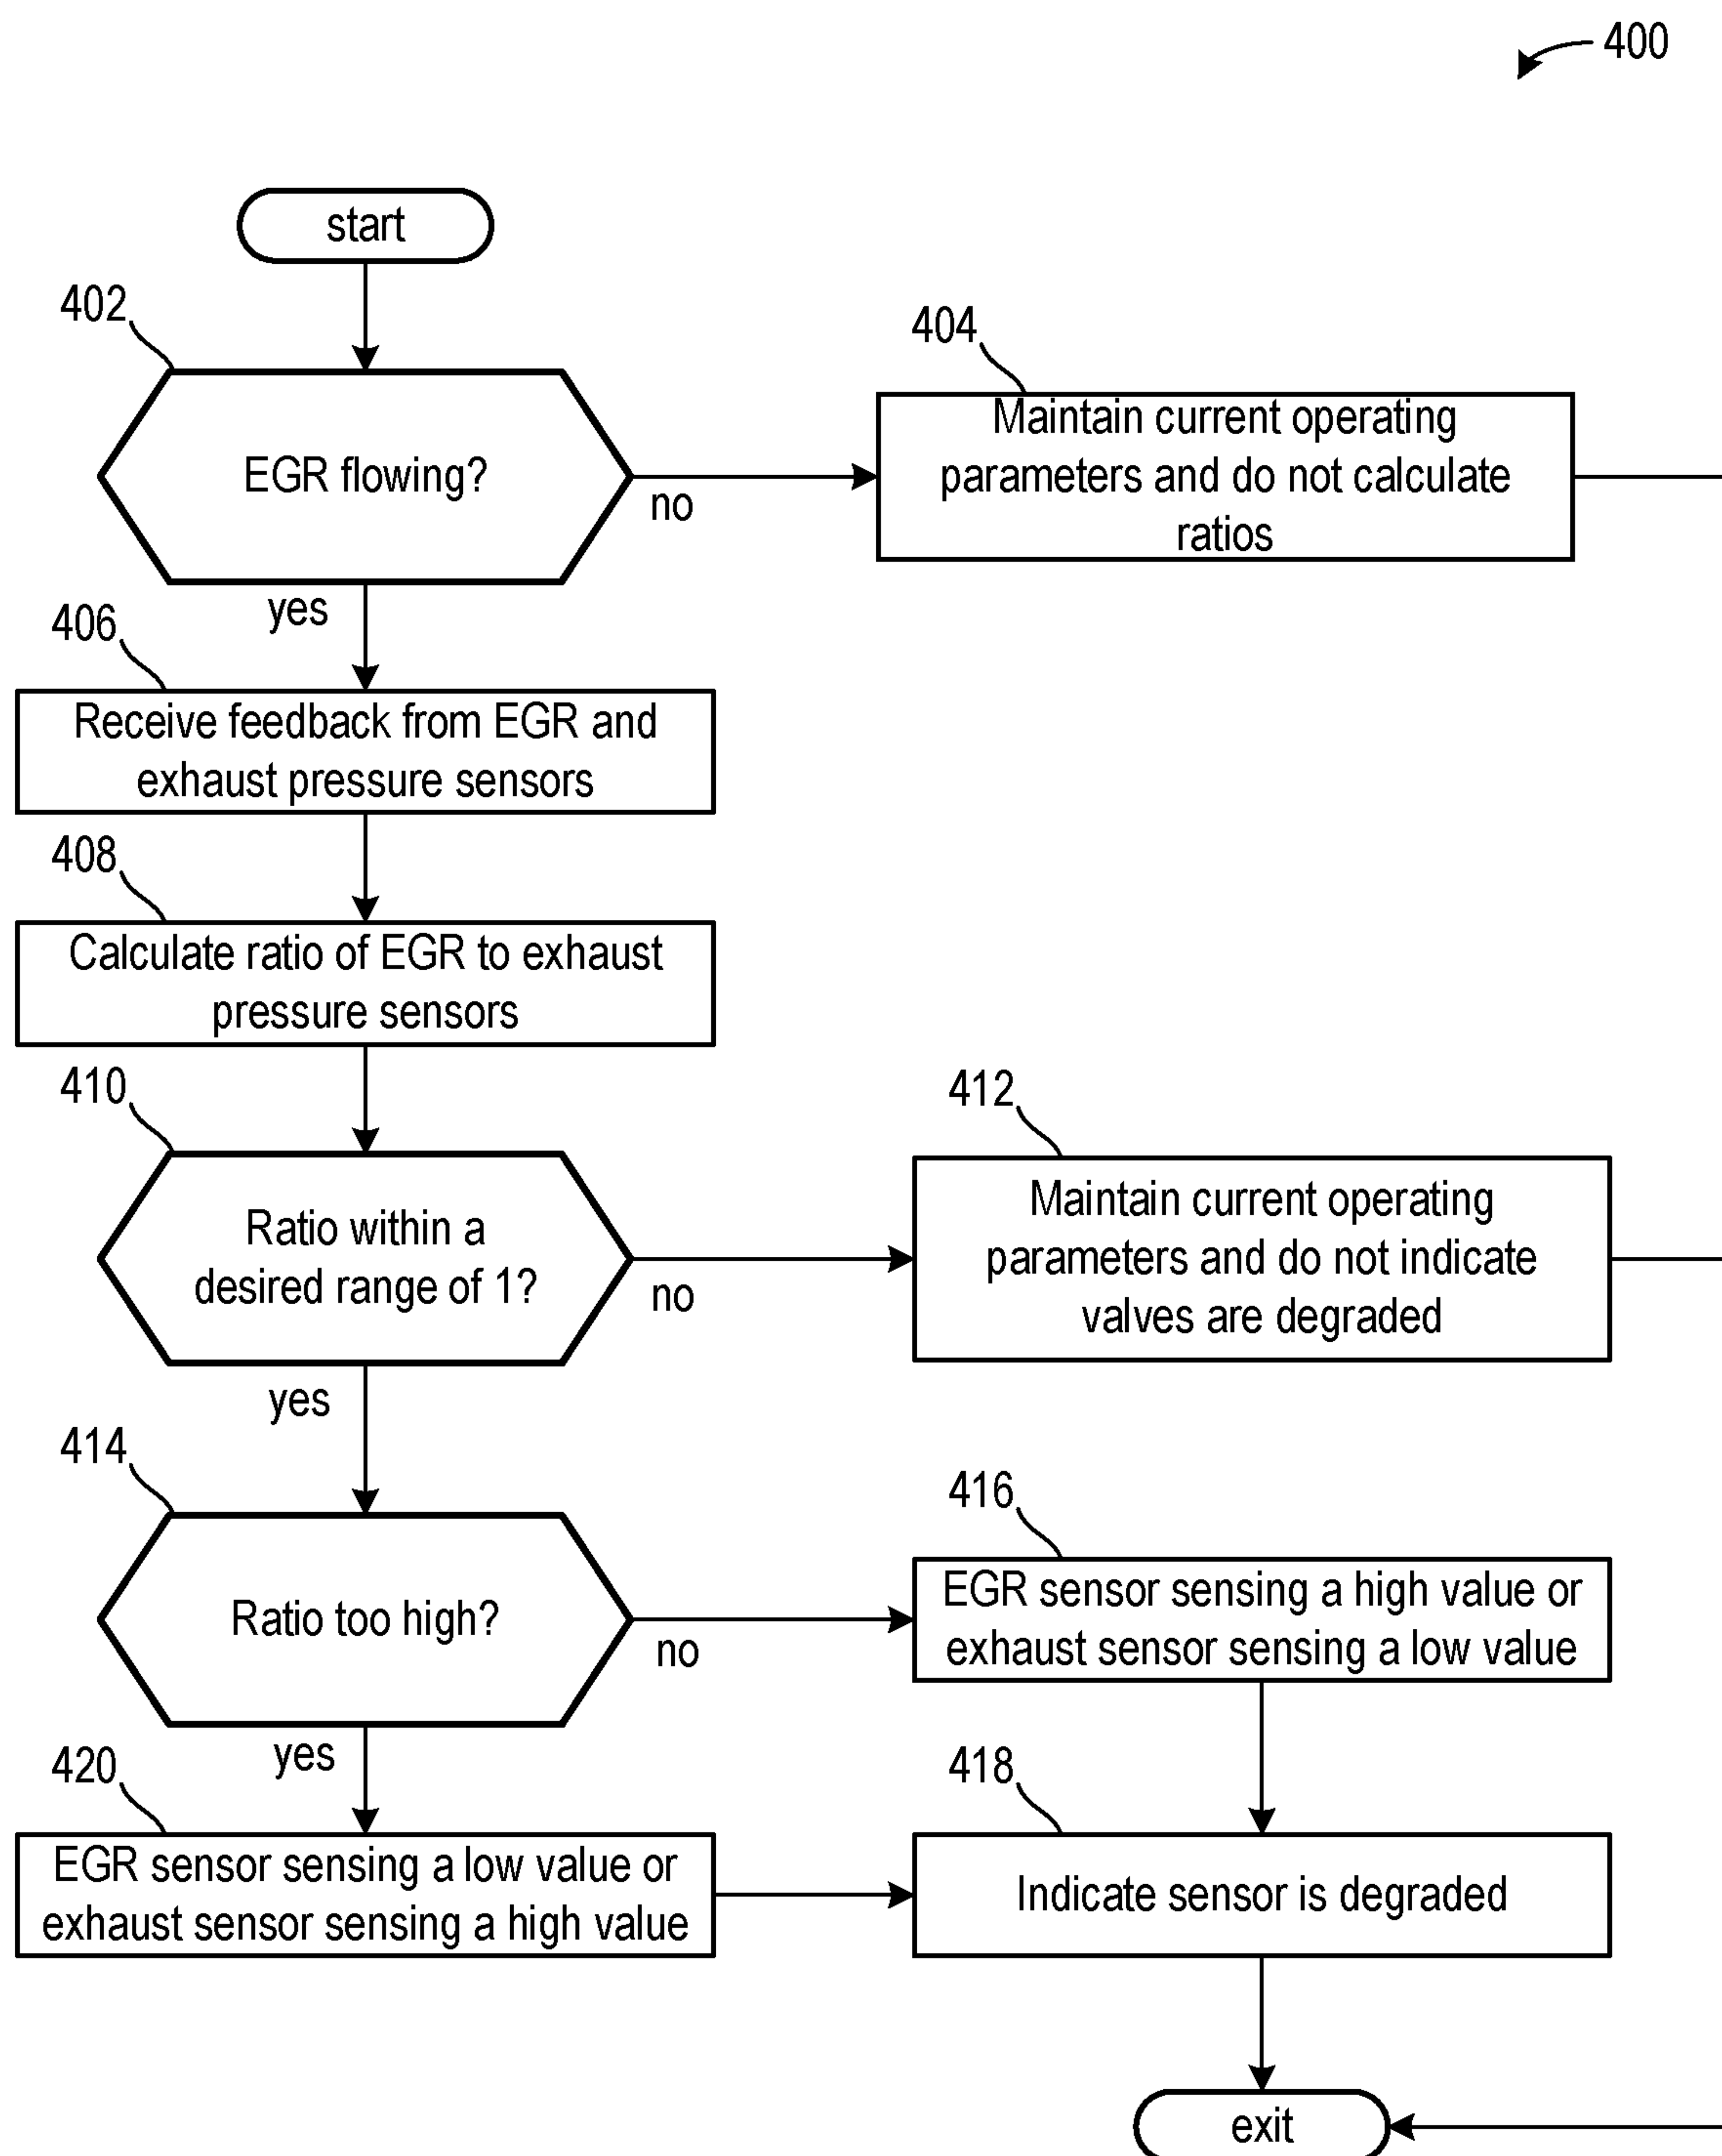 400
start
402
EGR flowing?
no
yes
404
Maintain current operating
parameters and do not calculate
ratios
406
Receive feedback from EGR and
exhaust pressure sensors
408
Calculate ratio of EGR to exhaust
pressure sensors
410
Ratio within a
desired range of 1?
no
yes
412
Maintain current operating
parameters and do not indicate
valves are degraded
414
Ratio too high?
no
yes
416
EGR sensor sensing a high value or
exhaust sensor sensing a low value
420
EGR sensor sensing a low value or
exhaust sensor sensing a high value
418
Indicate sensor is degraded
exit